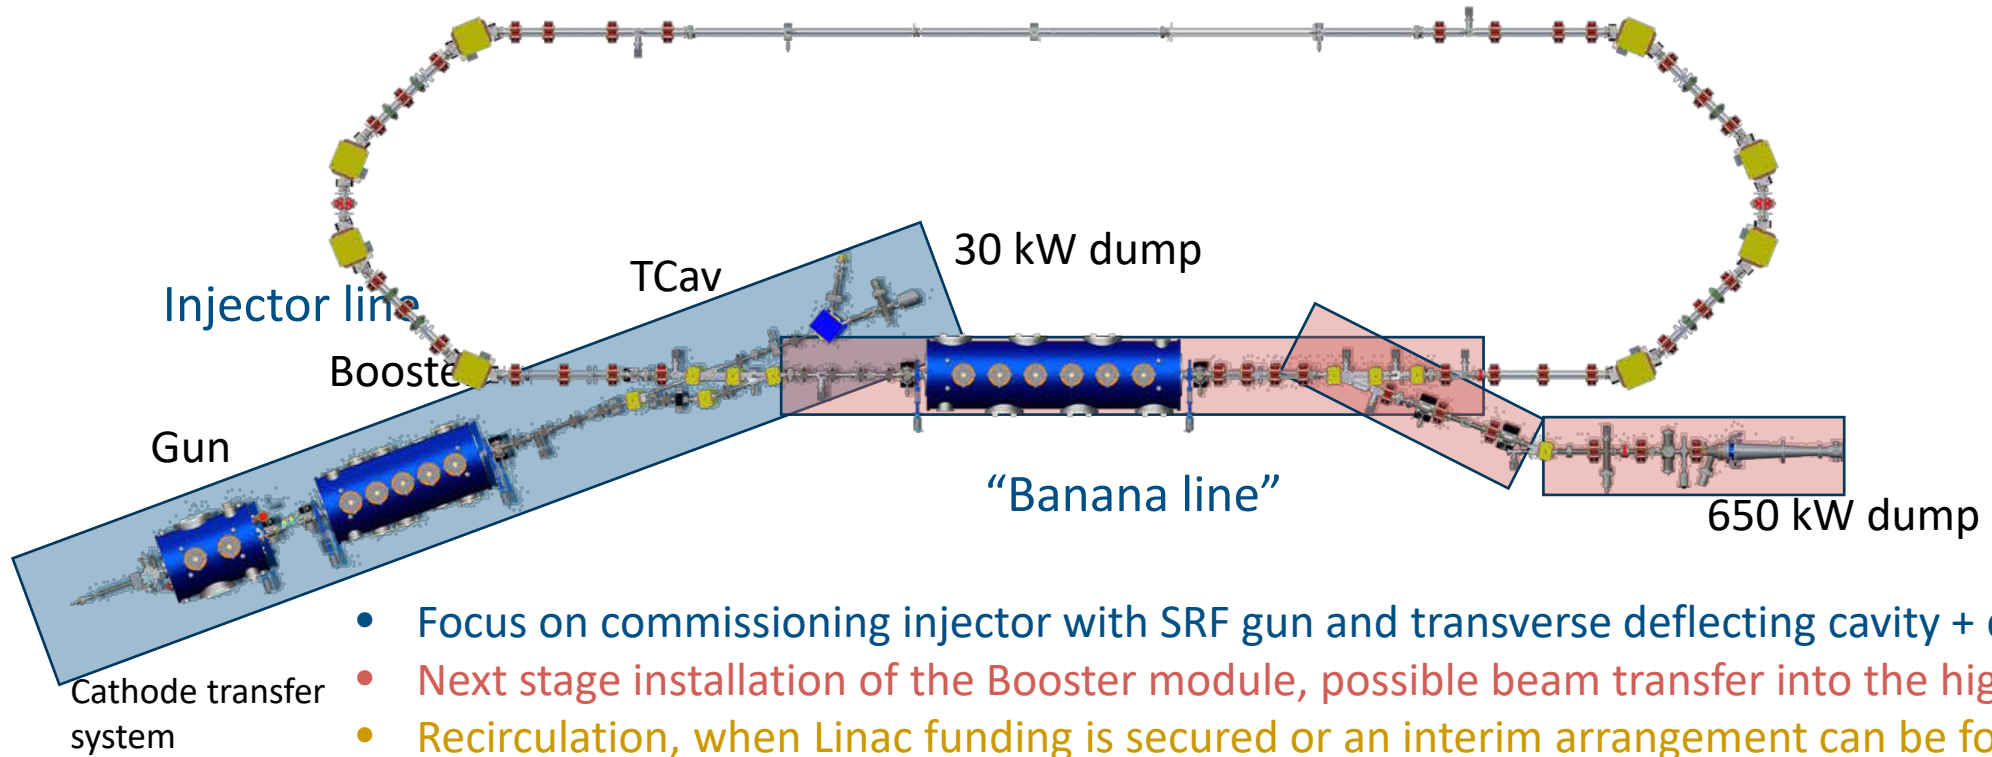 30 kW dump
TCav
Injector line
Booster
Gun
“Banana line”
650 kW dump
• Focus on commissioning injector with SRF gun and transverse deflecting cavity +
Cathode transfer
system
• Next stage installation of the Booster module, possible beam transfer into the
• Recirculation, when Linac funding is secured or an interim arrangement can be